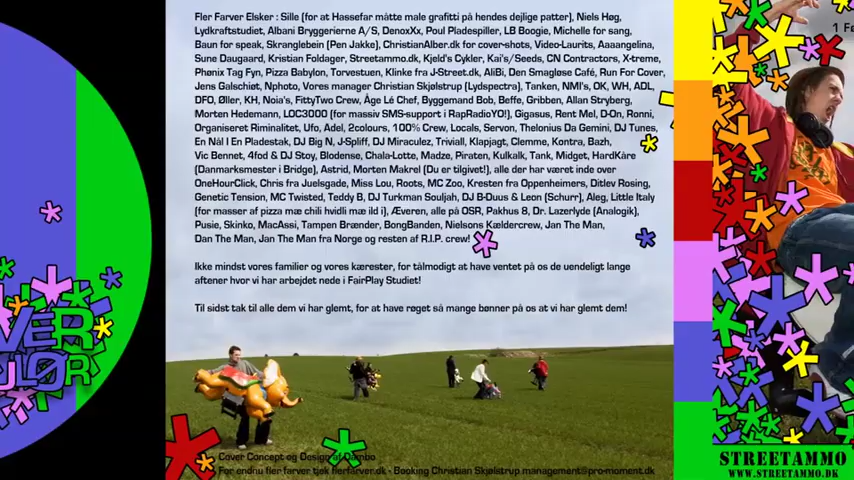 Fler Farver Elsker : Sille (for at Hassefar måtte male grafitti på hendes dejlige patter), Niels Høg,
Lydkraftstudiet, Albani Bryggerierne A/S, DenoxXx, Poul Pladespiller, LB Boogie, Michelle for sang,
Baun for speak, Skranglebein (Pen Jakke), ChristianAlber.dk for cover-shots, Video-Laurits, Aaaangelina,
Sune Daugaard, Kristian Foldager, Streetammo.dk, Kjeld's Cykler, Kai's/Seeds, CN Contractors, X-treme,
Phønix Tag Fyn, Pizza Babylon, Torvestuen, Klinke fra J-Street.dk, AliBi, Den Smagløse Café, Run For Cover,
Jens Galschiøt, Nphoto, Vores manager Christian Skjølstrup (Lydspectra), Tanken, NMI's, OK, WH, ADL,
DFO, Øller, KH, Noia's, FittyTwo Crew, Åge Lé Chef, Byggemand Bob, Beffe, Gribben, Allan Stryberg,
Morten Hedemann, LOC3000 (for massiv SMS-support i RapRadioYO!), Gigasus, Rent Mel, D-On, Ronni,
Organiseret Riminalitet, Ufo, Adel, 2colours, 100% Crew, Locals, Servon, Thelonius Da Gemini, DJ Tunes,
En Nål I En Pladestak, DJ Big N, J-Spliff, DJ Miraculez, Triviall, Klapjagt, Clemme, Kontra, Bazh,
Vic Bennet, 4fod & DJ Stoy, Blodense, Chala-Lotte, Madze, Piraten, Kulkalk, Tank, Midget, HardKåre
(Danmarksmester i Bridge), Astrid, Morten Makrel (Du er tilgivet!), alle der har været inde over
OneHourClick, Chris fra Juelsgade, Miss Lou, Roots, MC Zoo, Kresten fra Oppenheimers, Ditlev Rosing,
Genetic Tension, MC Twisted, Teddy B, DJ Turkman Souljah, DJ B-Duus & Leon (Schurr), Aleg, Little Italy
(for masser af pizza mæ chili hvidli mæ ild i), Æveren, alle på OSR, Pakhus 8, Dr. Lazerlyde (Analogik),
Pusie, Skinko, MacAssi, Tampen Brænder, BongBanden, Nielsons Kældercrew, Jan The Man,
Dan The Man, Jan The Man fra Norge og resten af R.I.P. crew!
Ikke mindst vores familier og vores kærester, for tålmodigt at have ventet på os de uendeligt lange
aftener hvor vi har arbejdet nede i FairPlay Studiet!
Til sidst tak til alle dem vi har glemt, for at have røget så mange bønner på os at vi har glemt dem!
Cover Concept og Design af Dambo
For endnu fler farver tjek flerfarver.dk - Booking Christian Skjølstrup management@pro-moment.dk
STREETAMMO
WWW.STREETAMMO.DK